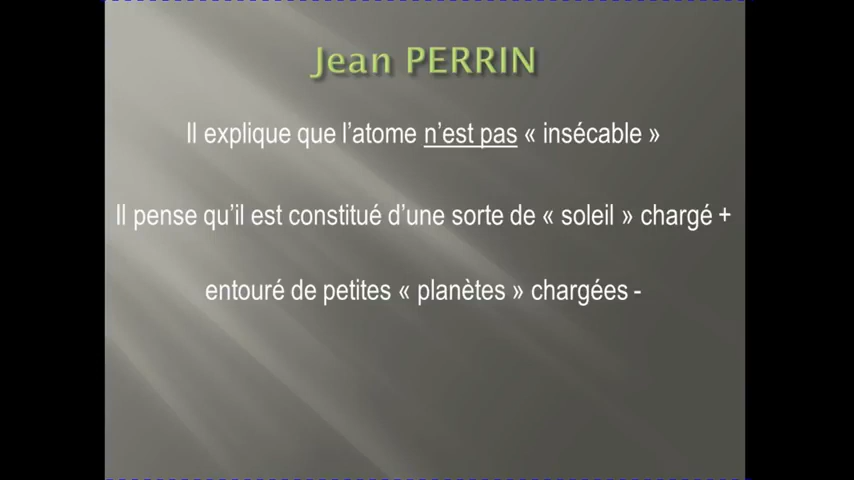 Jean PERRIN
Il explique que l’atome n’est pas « insécable »
Il pense qu’il est constitué d’une sorte de « soleil » chargé +
entouré de petites « planètes » chargées -